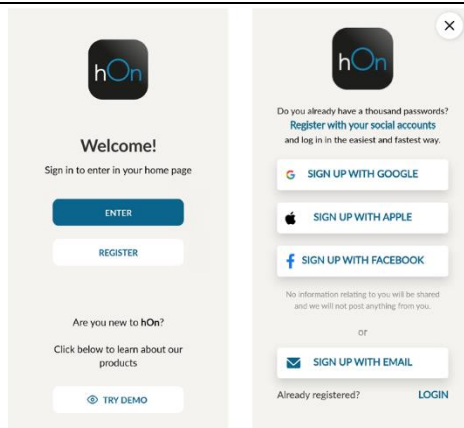 hOn
Welcome!
Sign in to enter in your home page
ENTER
REGISTER
Are you new to hOn?
Click below to learn about our
products
TRY DEMO
hOn
Do you already have a thousand passwords?
Register with your social accounts
and log in in the easiest and fastest way.
SIGN UP WITH GOOGLE
SIGN UP WITH APPLE
SIGN UP WITH FACEBOOK
No information relating to you will be shared
and we will not post anything from you.
or
SIGN UP WITH EMAIL
Already registered? LOGIN